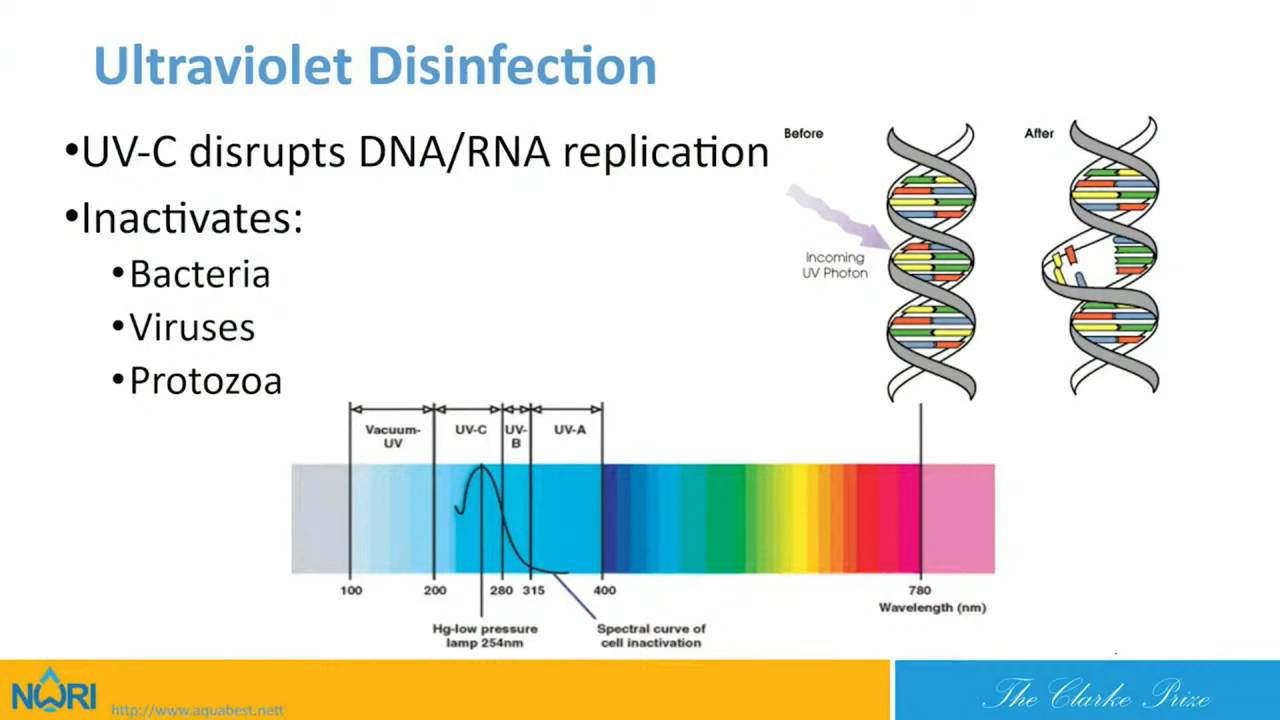 Ultraviolet Disinfection
•UV-C disrupts DNA/RNA replication
•Inactivates:
•Bacteria
•Viruses
•Protozoa
Before
After
Incoming
UV Photon
Vacuum-
UV
UV-C
UV-
B
UV-A
100
200
280
315
400
780
Wavelength (nm)
Hg-low pressure
lamp 254nm
Spectral curve of
cell inactivation
NWRI
http://www.aquabest.nett
The Clarke Prize